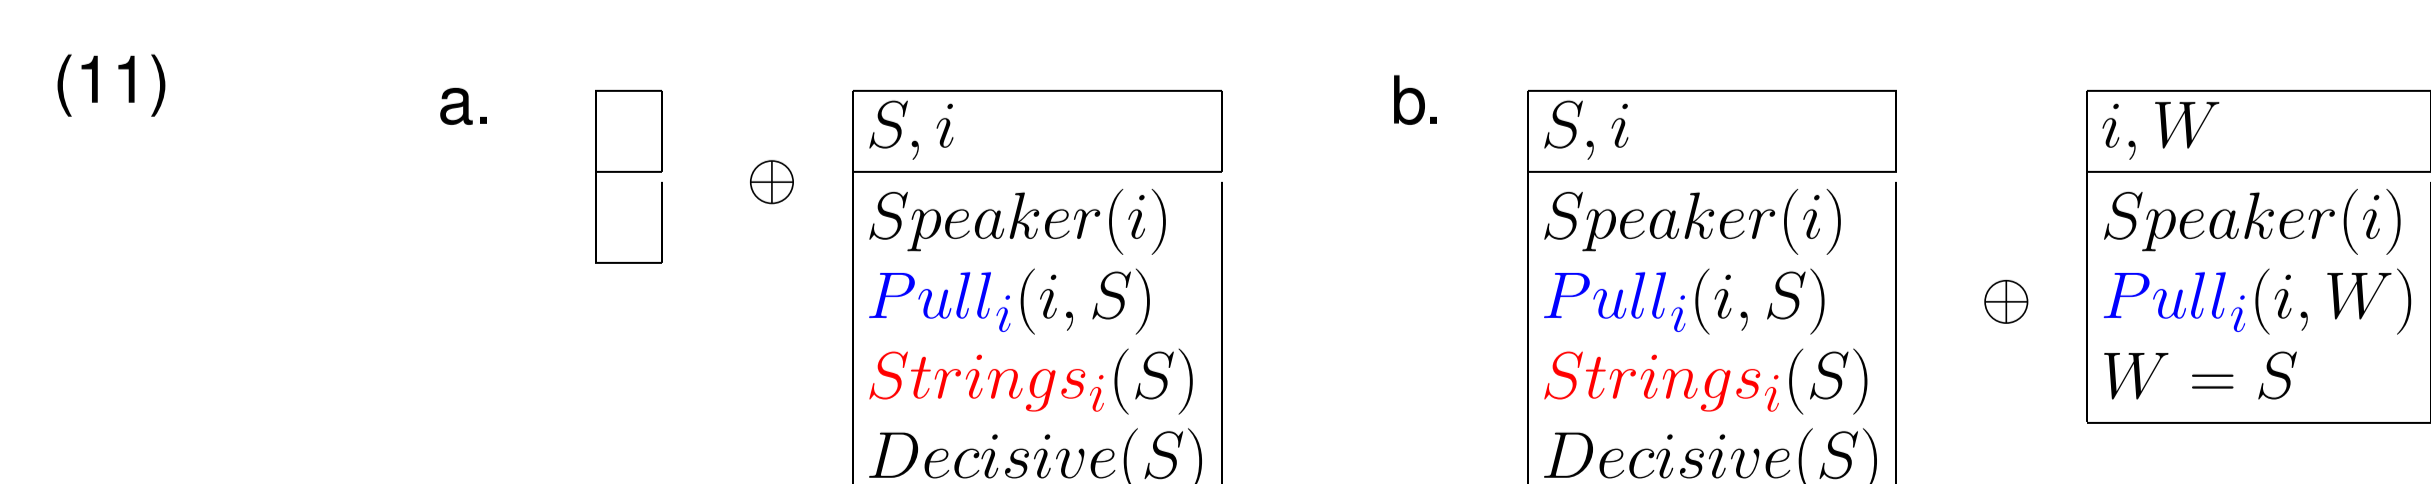 (11) a. ⊕ S, i b. S, i ⊕ i, W
Speaker(i) Speaker(i) Speaker(i)
Pull_i(i, S) Pull_i(i, S) Pull_i(i, W)
Strings_i(S) Strings_i(S) W = S
Decisive(S) Decisive(S)